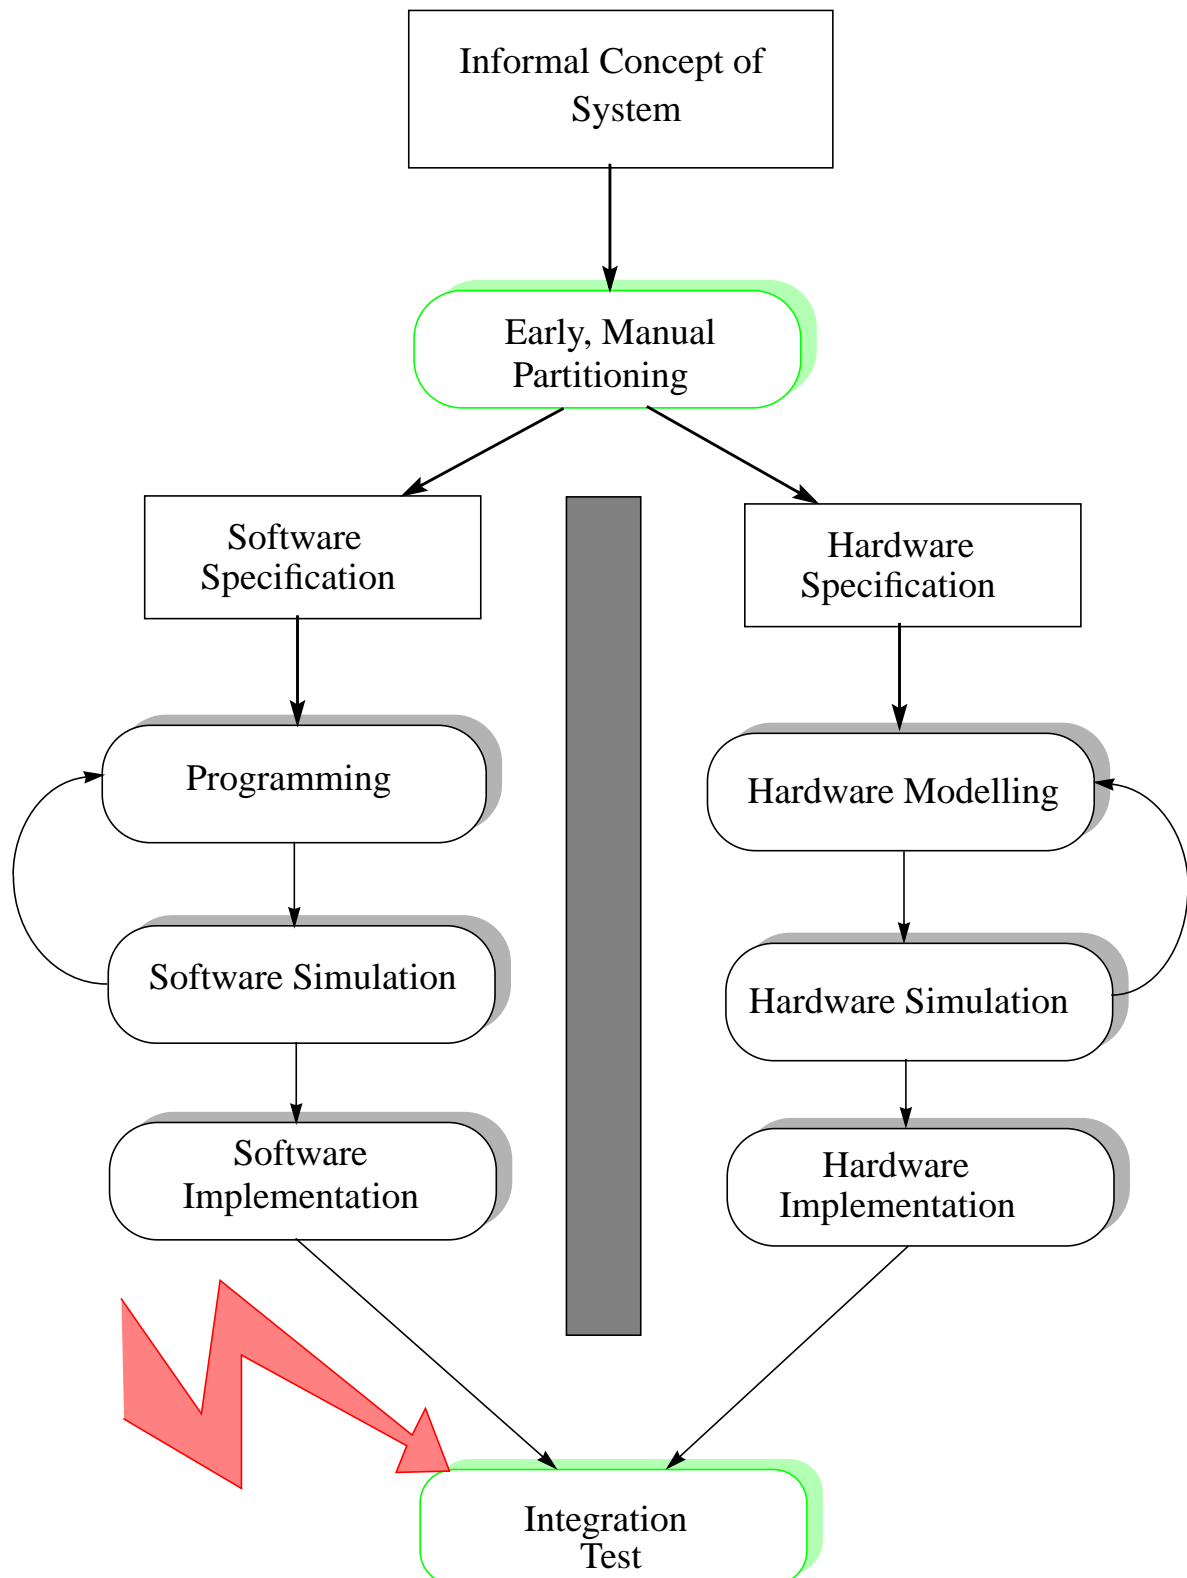 Informal Concept of
System
Early, Manual
Partitioning
Software
Specification
Hardware
Specification
Programming
Hardware Modelling
Software Simulation
Hardware Simulation
Software
Implementation
Hardware
Implementation
Integration
Test